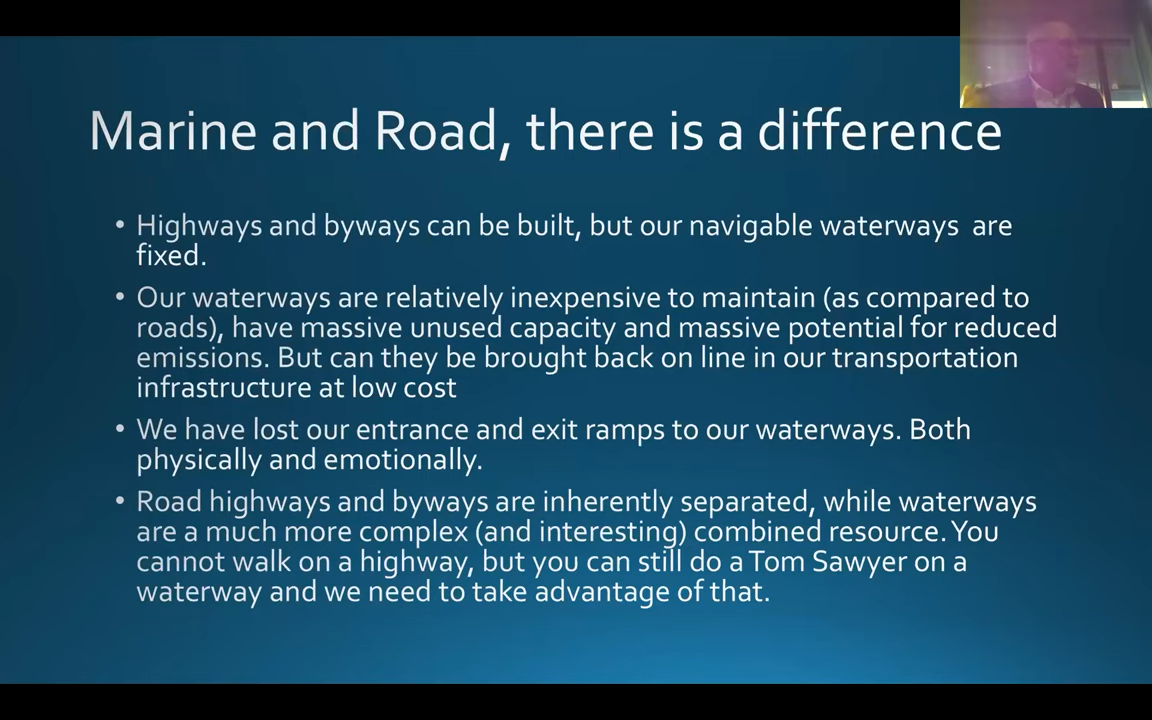 Marine and Road, there is a difference
• Highways and byways can be built, but our navigable waterways  are
fixed.
• Our waterways are relatively inexpensive to maintain (as compared to
roads), have massive unused capacity and massive potential for reduced
emissions. But can they be brought back on line in our transportation
infrastructure at low cost
• We have lost our entrance and exit ramps to our waterways. Both
physically and emotionally.
• Road highways and byways are inherently separated, while waterways
are a much more complex (and interesting) combined resource. You
cannot walk on a highway, but you can still do a Tom Sawyer on a
waterway and we need to take advantage of that.